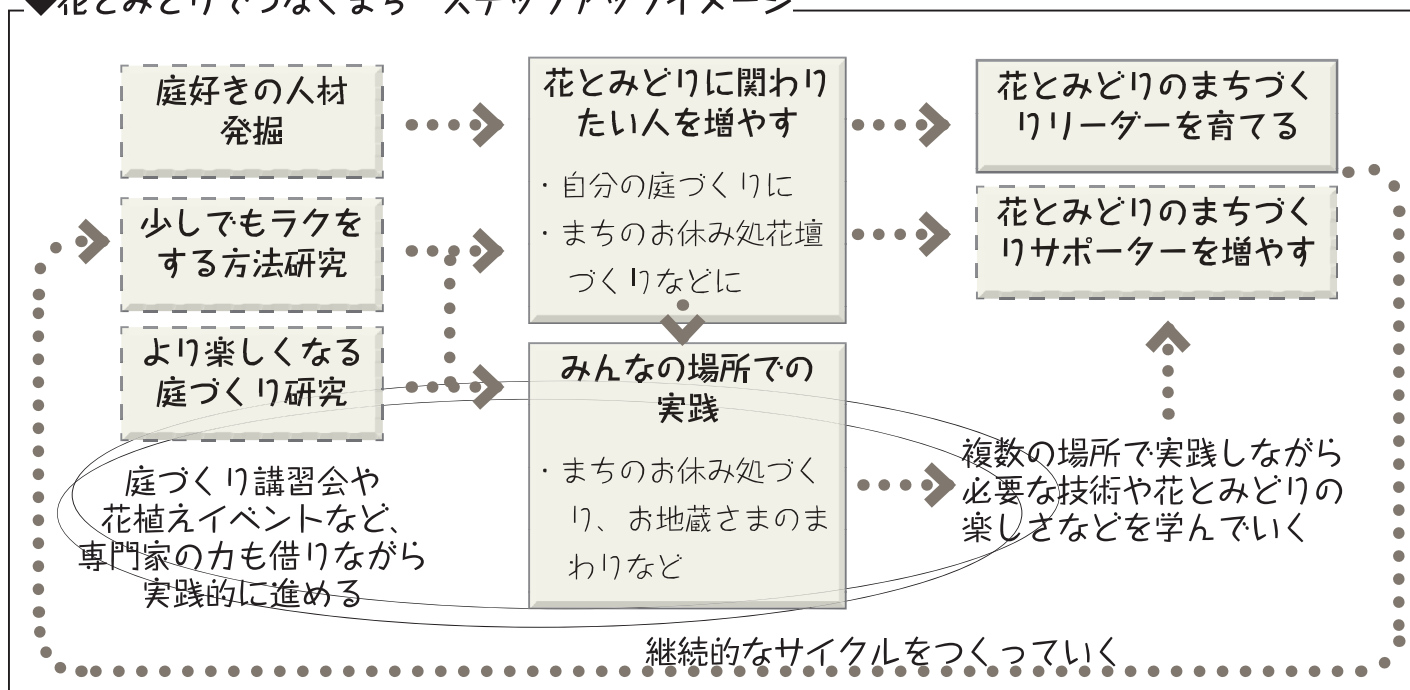 ◆花とみどりでつなぐまち　ステップアップイメージ
庭好きの人材
発掘
少しでもラクを
する方法研究
より楽しくなる
庭づくり研究
庭づくり講習会や
花植えイベントなど、
専門家の力も借りながら
実践的に進める
花とみどりに関わり
たい人を増やす
・自分の庭づくりに
・まちのお休み処花壇
づくりなどに
みんなの場所での
実践
・まちのお休み処づく
り、お地蔵さまのま
わりなど
花とみどりのまちづく
りリーダーを育てる
花とみどりのまちづく
りサポーターを増やす
複数の場所で実践しながら
必要な技術や花とみどりの
楽しさなどを学んでいく
継続的なサイクルをつくっていく